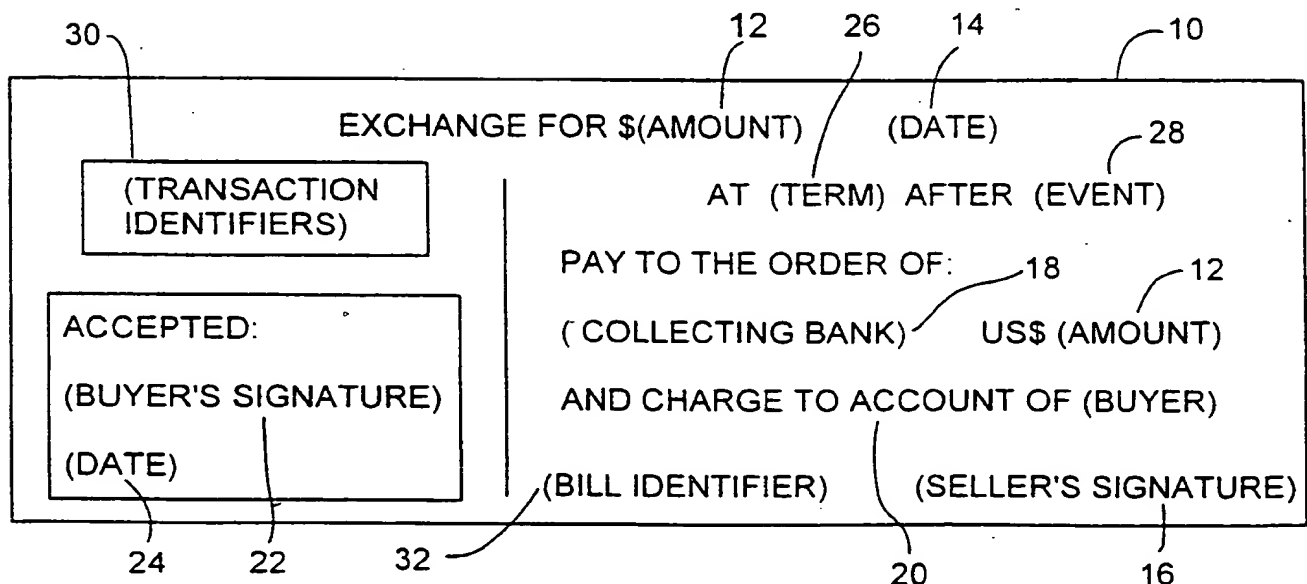 30 12 26 14 10
EXCHANGE FOR $(AMOUNT) (DATE)
28
(TRANSACTION
IDENTIFIERS)
AT (TERM) AFTER (EVENT)
PAY TO THE ORDER OF:
18 12
ACCEPTED:
(COLLECTING BANK) US$ (AMOUNT)
(BUYER'S SIGNATURE)
AND CHARGE TO ACCOUNT OF (BUYER)
(DATE)
(BILL IDENTIFIER) (SELLER'S SIGNATURE)
24 22 32 20 16